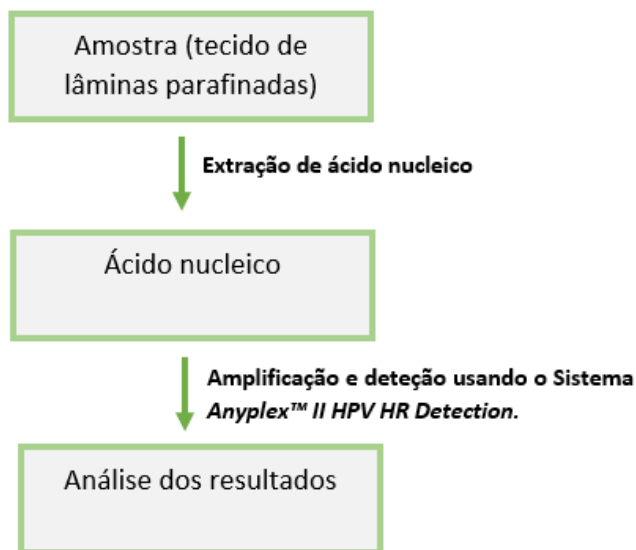 Amostra (tecido de
lâminas parafinadas)
Extração de ácido nucleico
Ácido nucleico
Amplificação e deteção usando o Sistema
Anyplex™ II HPV HR Detection.
Análise dos resultados